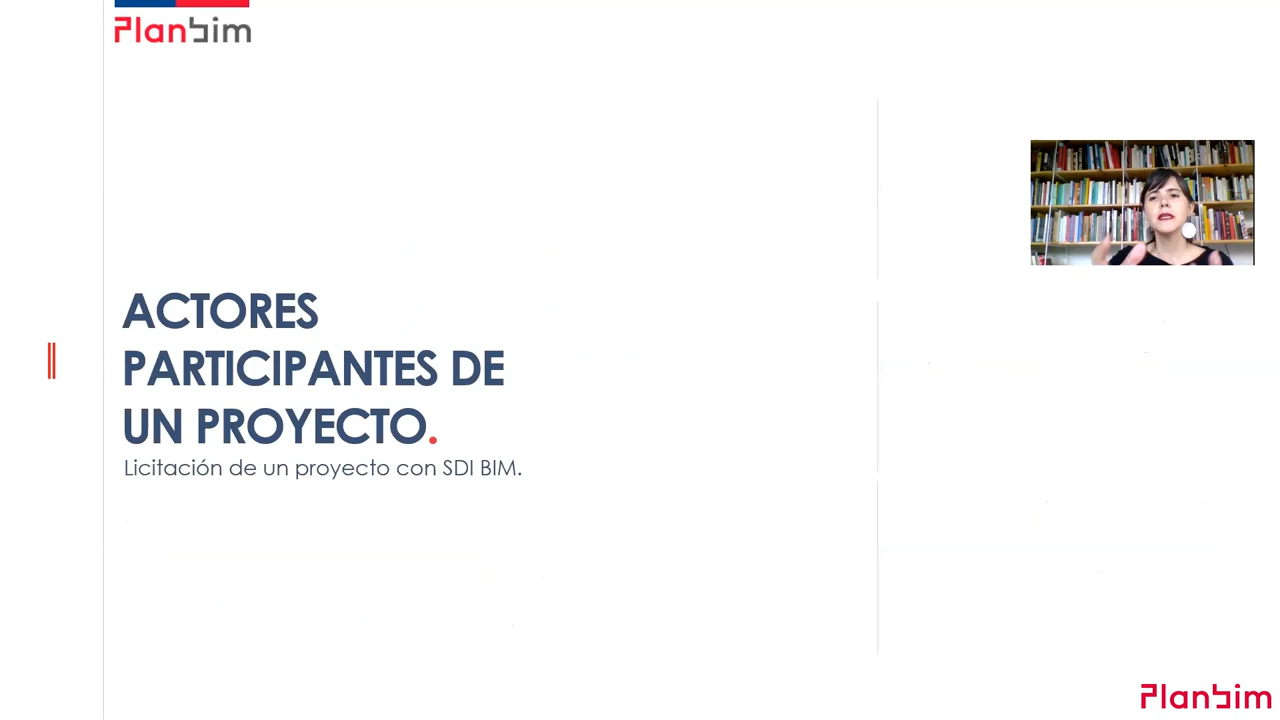 Planbim
ACTORES
PARTICIPANTES DE
UN PROYECTO.
Licitación de un proyecto con SDI BIM.
Planbim